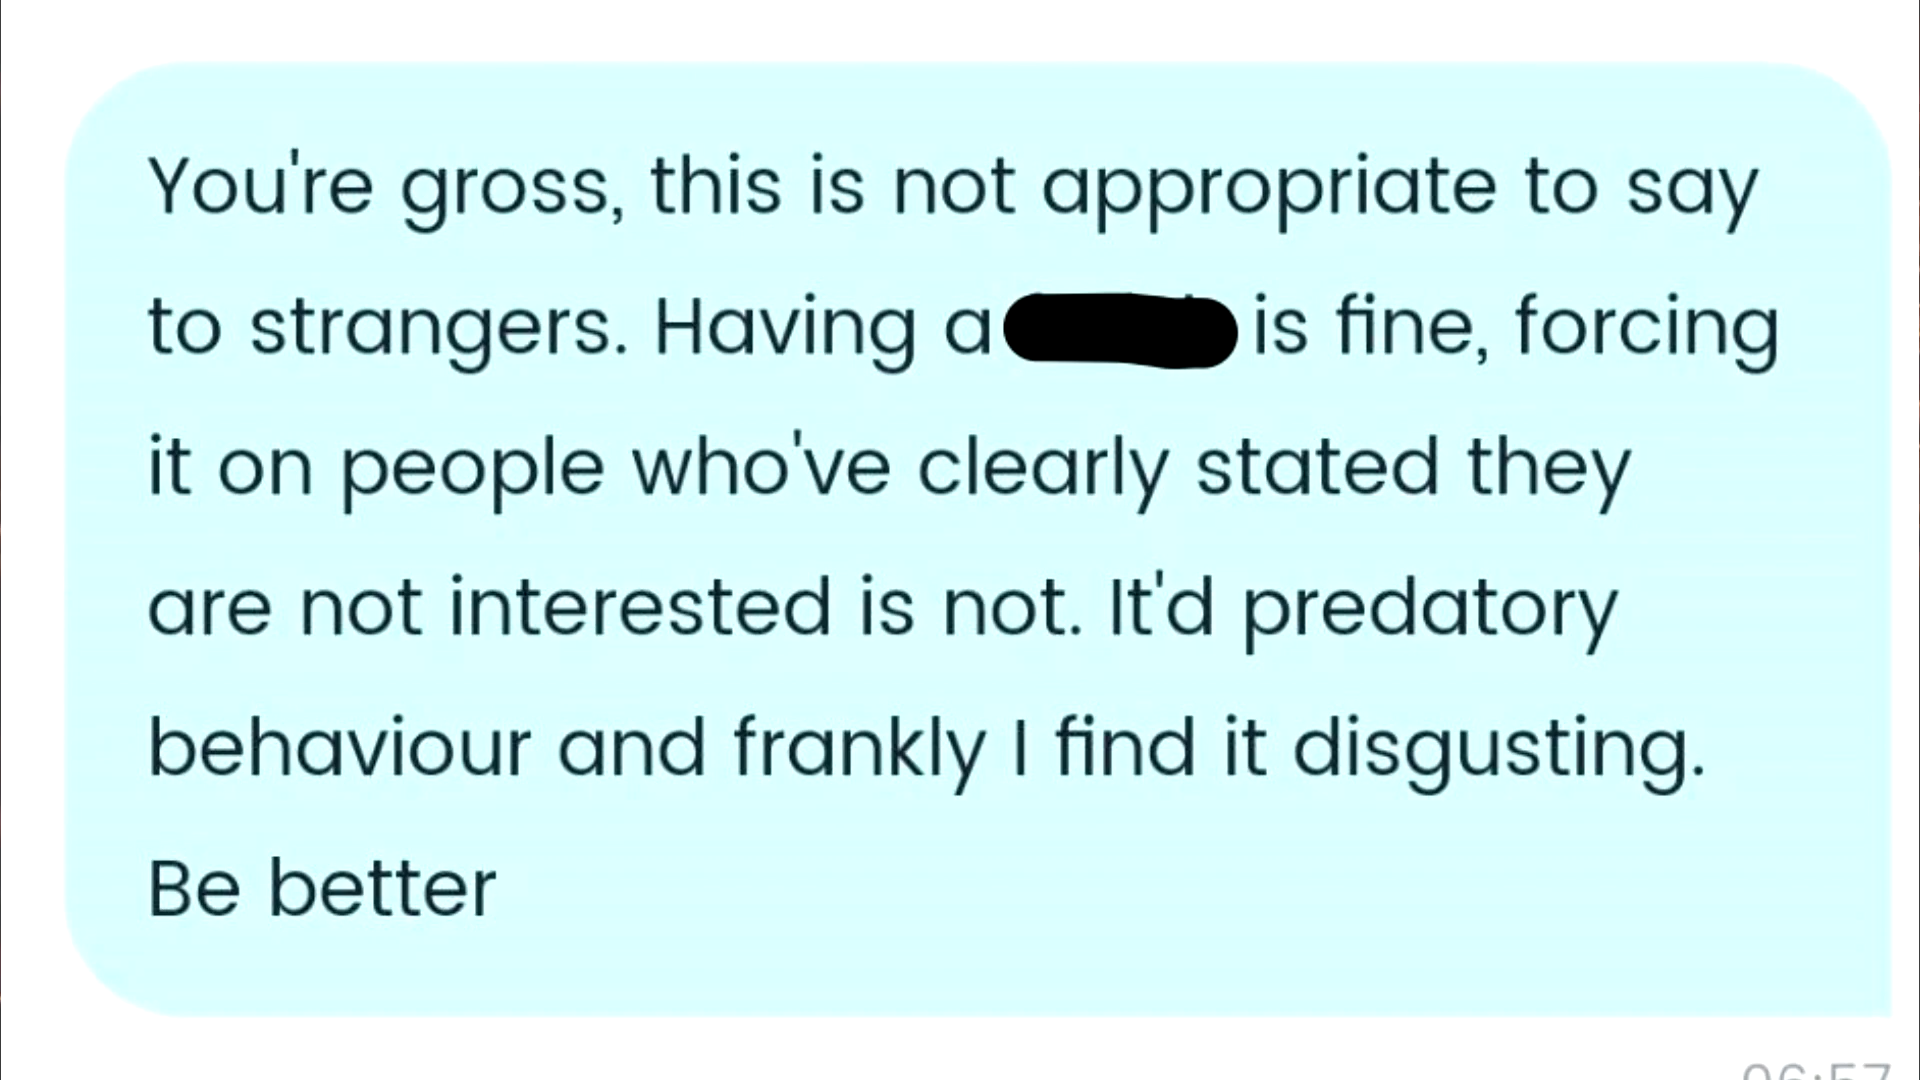 You're gross, this is not appropriate to say
to strangers. Having a is fine, forcing
it on people who've clearly stated they
are not interested is not. It'd predatory
behaviour and frankly I find it disgusting.
Be better
06:57